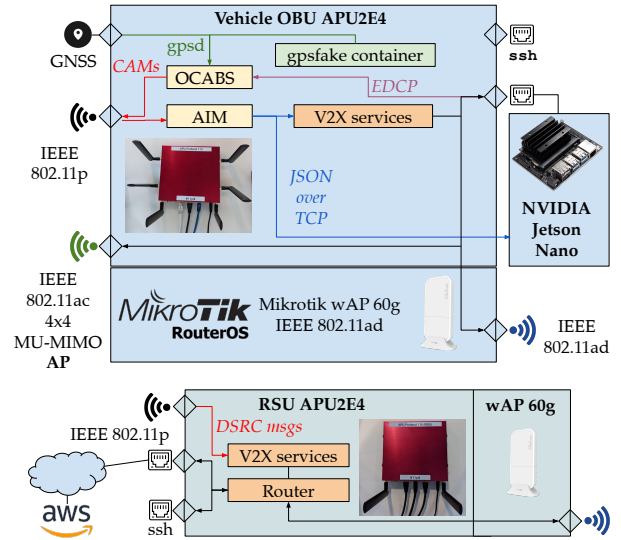 Vehicle OBU APU2E4
GNSS
gpsd
gpsfake container
ssh
CAMs
OCABS
EDCP
AIM
V2X services
IEEE
802.11p
JSON
over
TCP
NVIDIA
Jetson
Nano
IEEE
802.11ac
4x4
MU-MIMO
AP
MikroTik
RouterOS
Mikrotik wAP 60g
IEEE 802.11ad
IEEE
802.11ad
RSU APU2E4
wAP 60g
IEEE 802.11p
DSRC msgs
V2X services
Router
aws
ssh